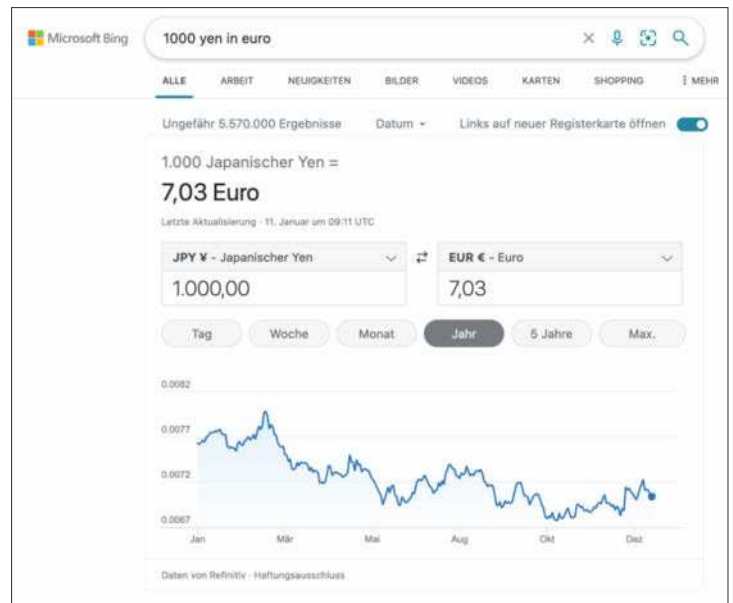 Microsoft Bing
1000 yen in euro
ALLE ARBEIT NEUIGKEITEN BILDER VIDEOS KARTEN SHOPPING MEHR
Ungefähr 5.570.000 Ergebnisse Datum Links auf neuer Registerkarte öffnen
1.000 Japanischer Yen =
7,03 Euro
Letzte Aktualisierung · 11. Januar um 09:11 UTC
JPY ¥ - Japanischer Yen EUR € - Euro
1.000,00 7,03
Tag Woche Monat Jahr 5 Jahre Max.
0.0082
0.0077
0.0072
0.0067
Jan Mär Mai Aug Okt Dez
Daten von Refinitiv · Haftungsausschluss